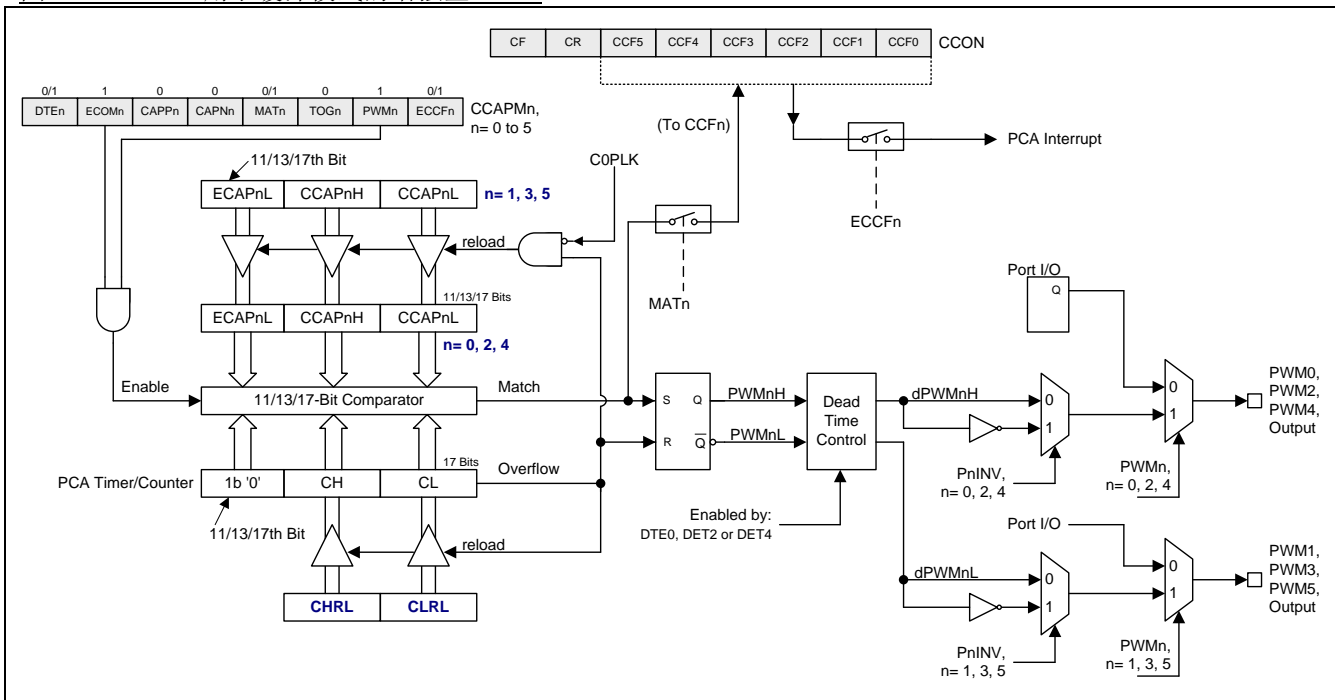 CF CR CCF5 CCF4 CCF3 CCF2 CCF1 CCF0 CCON
0/1 1 0 0 0/1 0 1 0/1
DTEn ECOMn CAPPn CAPNn MATn TOGn PWMn ECCFn
CCAPMn,
n= 0 to 5
(To CCFn)
PCA Interrupt
11/13/17th Bit
C0PLK
ECAPnL CCAPnH CCAPnL n= 1, 3, 5
ECCFn
reload
Port I/O
Q
MATn
11/13/17 Bits
ECAPnL CCAPnH CCAPnL
n= 0, 2, 4
Enable
11/13/17-Bit Comparator
Match
S Q
R Q
PWMnH
PWMnL
Dead
Time
Control
dPWMnH
0
1
0
1
PWM0,
PWM2,
PWM4,
Output
17 Bits
PCA Timer/Counter 1b '0' CH CL Overflow
PnINV,
n= 0, 2, 4
PWMn,
n= 0, 2, 4
11/13/17th Bit
reload
Enabled by:
DTE0, DET2 or DET4
Port I/O
dPWMnL
0
1
0
1
PWM1,
PWM3,
PWM5,
Output
CHRL CLRL
PnINV,
n= 1, 3, 5
PWMn,
n= 1, 3, 5